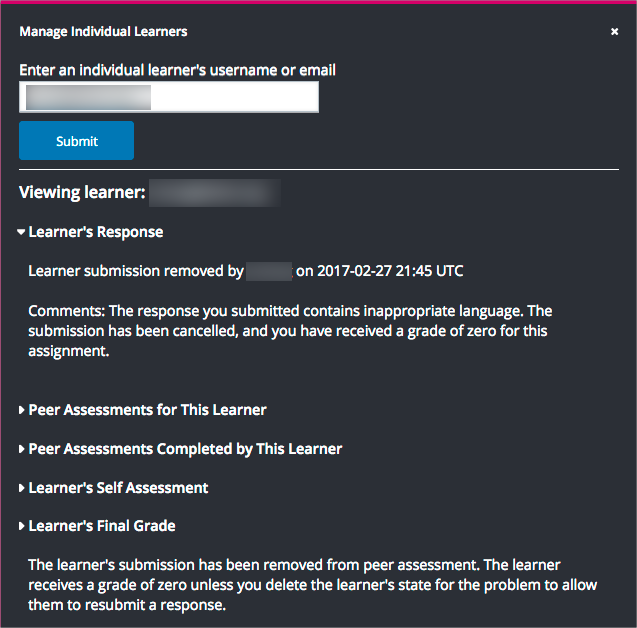 Manage Individual Learners
×
Enter an individual learner's username or email
Submit
Viewing learner:
Learner's Response
Learner submission removed by on 2017-02-27 21:45 UTC
Comments: The response you submitted contains inappropriate language. The
submission has been cancelled, and you have received a grade of zero for this
assignment.
Peer Assessments for This Learner
Peer Assessments Completed by This Learner
Learner's Self Assessment
Learner's Final Grade
The learner's submission has been removed from peer assessment. The learner
receives a grade of zero unless you delete the learner's state for the problem to allow
them to resubmit a response.